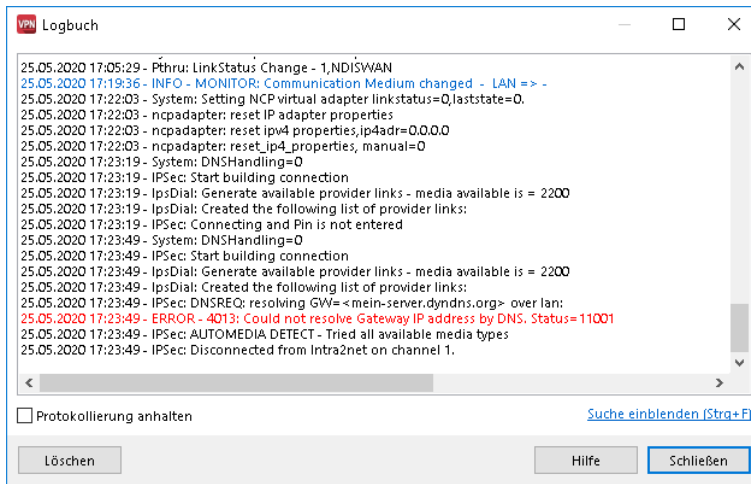 VPN Logbuch
25.05.2020 17:05:29 - Pthru: LinkStatus Change - 1,NDISWAN
25.05.2020 17:19:36 - INFO - MONITOR: Communication Medium changed  -  LAN => -
25.05.2020 17:22:03 - System: Setting NCP virtual adapter linkstatus=0,laststate=0.
25.05.2020 17:22:03 - ncpadapter: reset IP adapter properties
25.05.2020 17:22:03 - ncpadapter: reset ipv4 properties,ip4adr=0.0.0.0
25.05.2020 17:22:03 - ncpadapter: reset_ip4_properties, manual=0
25.05.2020 17:23:19 - System: DNSHandling=0
25.05.2020 17:23:19 - IPSec: Start building connection
25.05.2020 17:23:19 - IpsDial: Generate available provider links - media available is = 2200
25.05.2020 17:23:19 - IpsDial: Created the following list of provider links:
25.05.2020 17:23:19 - IPSec: Connecting and Pin is not entered
25.05.2020 17:23:49 - System: DNSHandling=0
25.05.2020 17:23:49 - IPSec: Start building connection
25.05.2020 17:23:49 - IpsDial: Generate available provider links - media available is = 2200
25.05.2020 17:23:49 - IpsDial: Created the following list of provider links:
25.05.2020 17:23:49 - IPSec: DNSREQ: resolving GW=<mein-server.dyndns.org> over lan:
25.05.2020 17:23:49 - ERROR - 4013: Could not resolve Gateway IP address by DNS. Status=11001
25.05.2020 17:23:49 - IPSec: AUTOMEDIA DETECT - Tried all available media types
25.05.2020 17:23:49 - IPSec: Disconnected from Intra2net on channel 1.
Protokollierung anhalten
Suche einblenden (Strg+F)
Löschen
Hilfe
Schließen